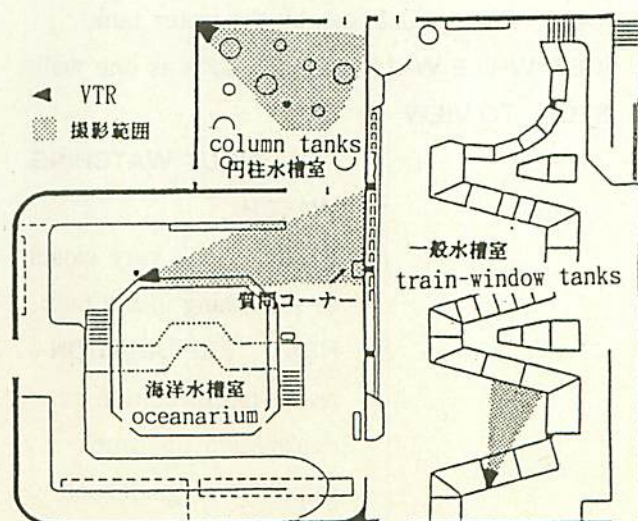 VTR
撮影範囲
column tanks
円柱水槽室
一般水槽室
train-window tanks
質問コーナー
海洋水槽室
oceanarium